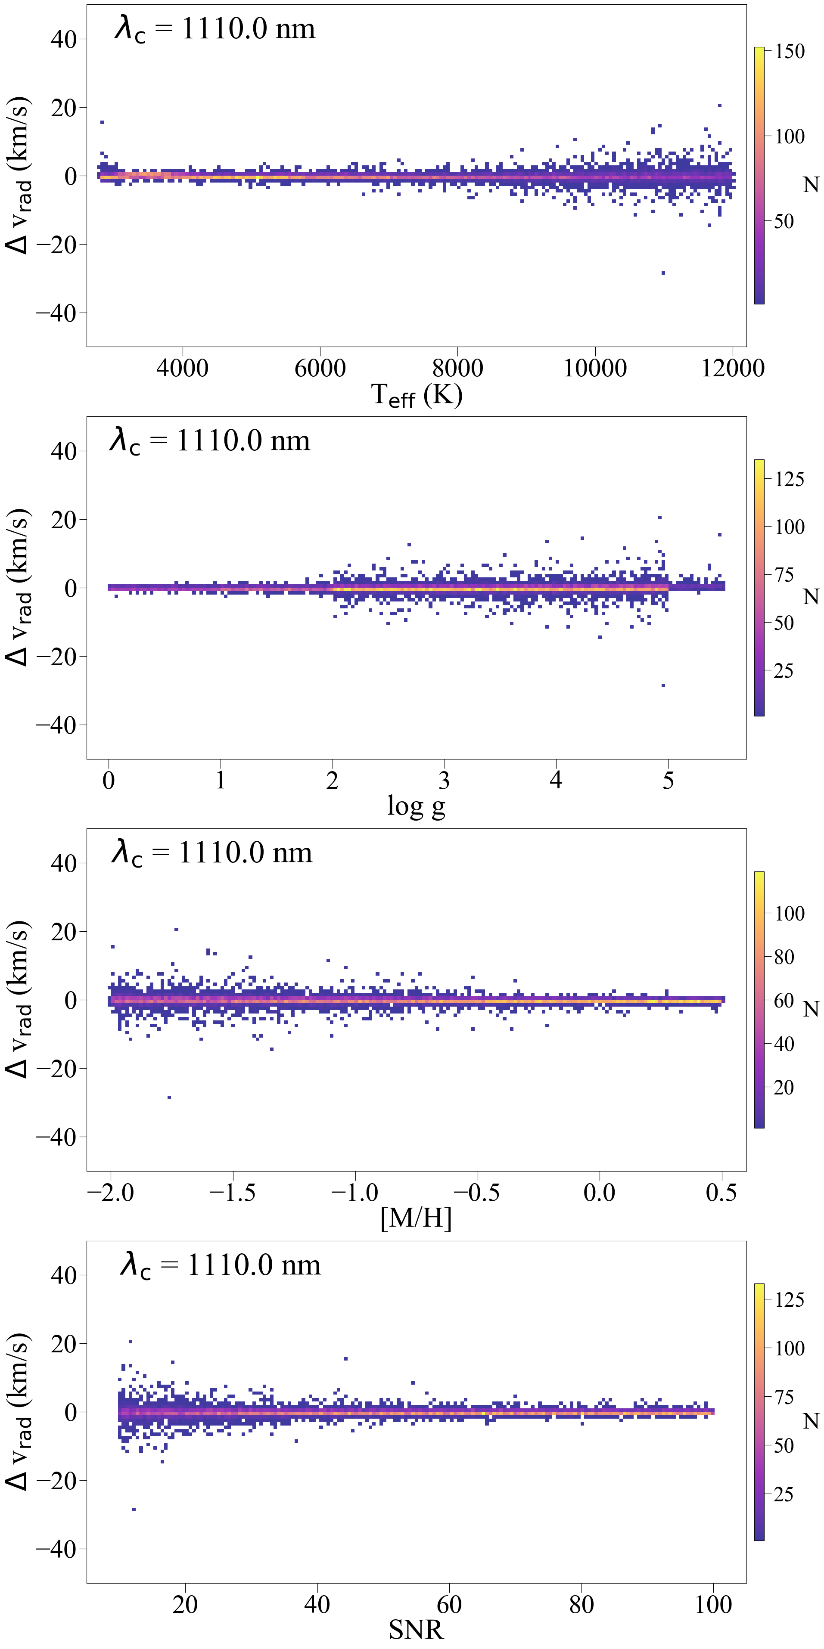 λc = 1110.0 nm
40
20
0
−20
−40
Δ vrad (km/s)
4000 6000 8000 10000 12000
Teff (K)
150
100
50
N
λc = 1110.0 nm
40
20
0
−20
−40
Δ vrad (km/s)
0 1 2 3 4 5
log g
125
100
75
50
25
N
λc = 1110.0 nm
40
20
0
−20
−40
Δ vrad (km/s)
−2.0 −1.5 −1.0 −0.5 0.0 0.5
[M/H]
100
80
60
40
20
N
λc = 1110.0 nm
40
20
0
−20
−40
Δ vrad (km/s)
20 40 60 80 100
SNR
125
100
75
50
25
N